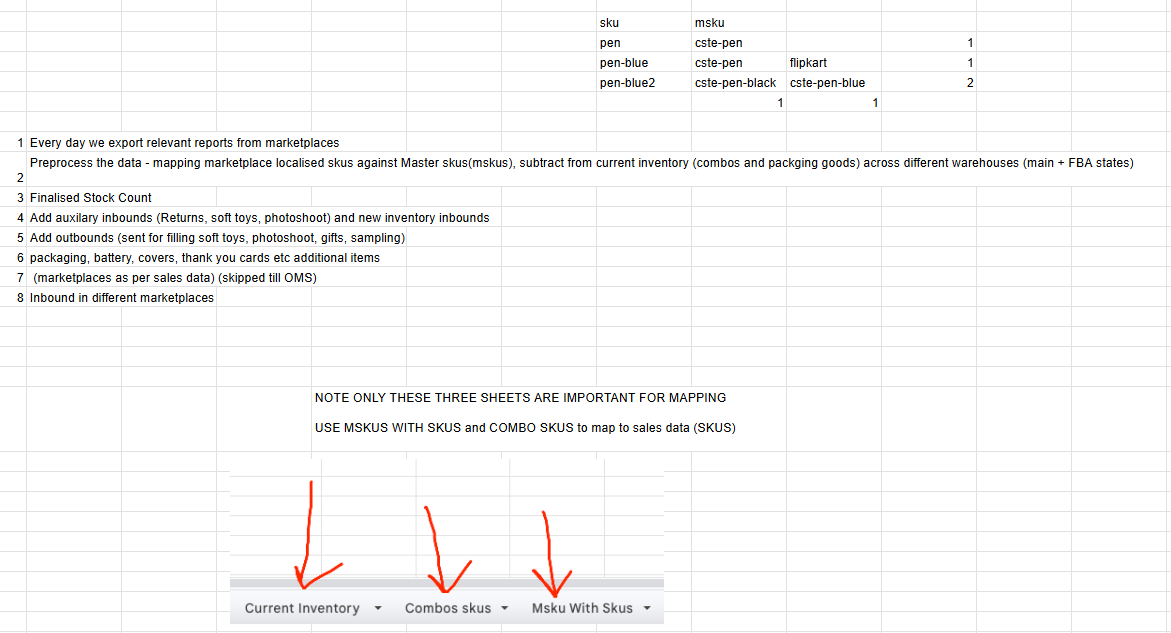 sku msku
pen cste-pen 1
pen-blue cste-pen flipkart 1
pen-blue2 cste-pen-black cste-pen-blue 2
1 1
1 Every day we export relevant reports from marketplaces
2 Preprocess the data - mapping marketplace localised skus against Master skus(mskus), subtract from current inventory (combos and packging goods) across different warehouses (main + FBA states)
3 Finalised Stock Count
4 Add auxilary inbounds (Returns, soft toys, photoshoot) and new inventory inbounds
5 Add outbounds (sent for filling soft toys, photoshoot, gifts, sampling)
6 packaging, battery, covers, thank you cards etc additional items
7 (marketplaces as per sales data) (skipped till OMS)
8 Inbound in different marketplaces
NOTE ONLY THESE THREE SHEETS ARE IMPORTANT FOR MAPPING
USE MSKUS WITH SKUS and COMBO SKUS to map to sales data (SKUS)
Current Inventory Combos skus Msku With Skus